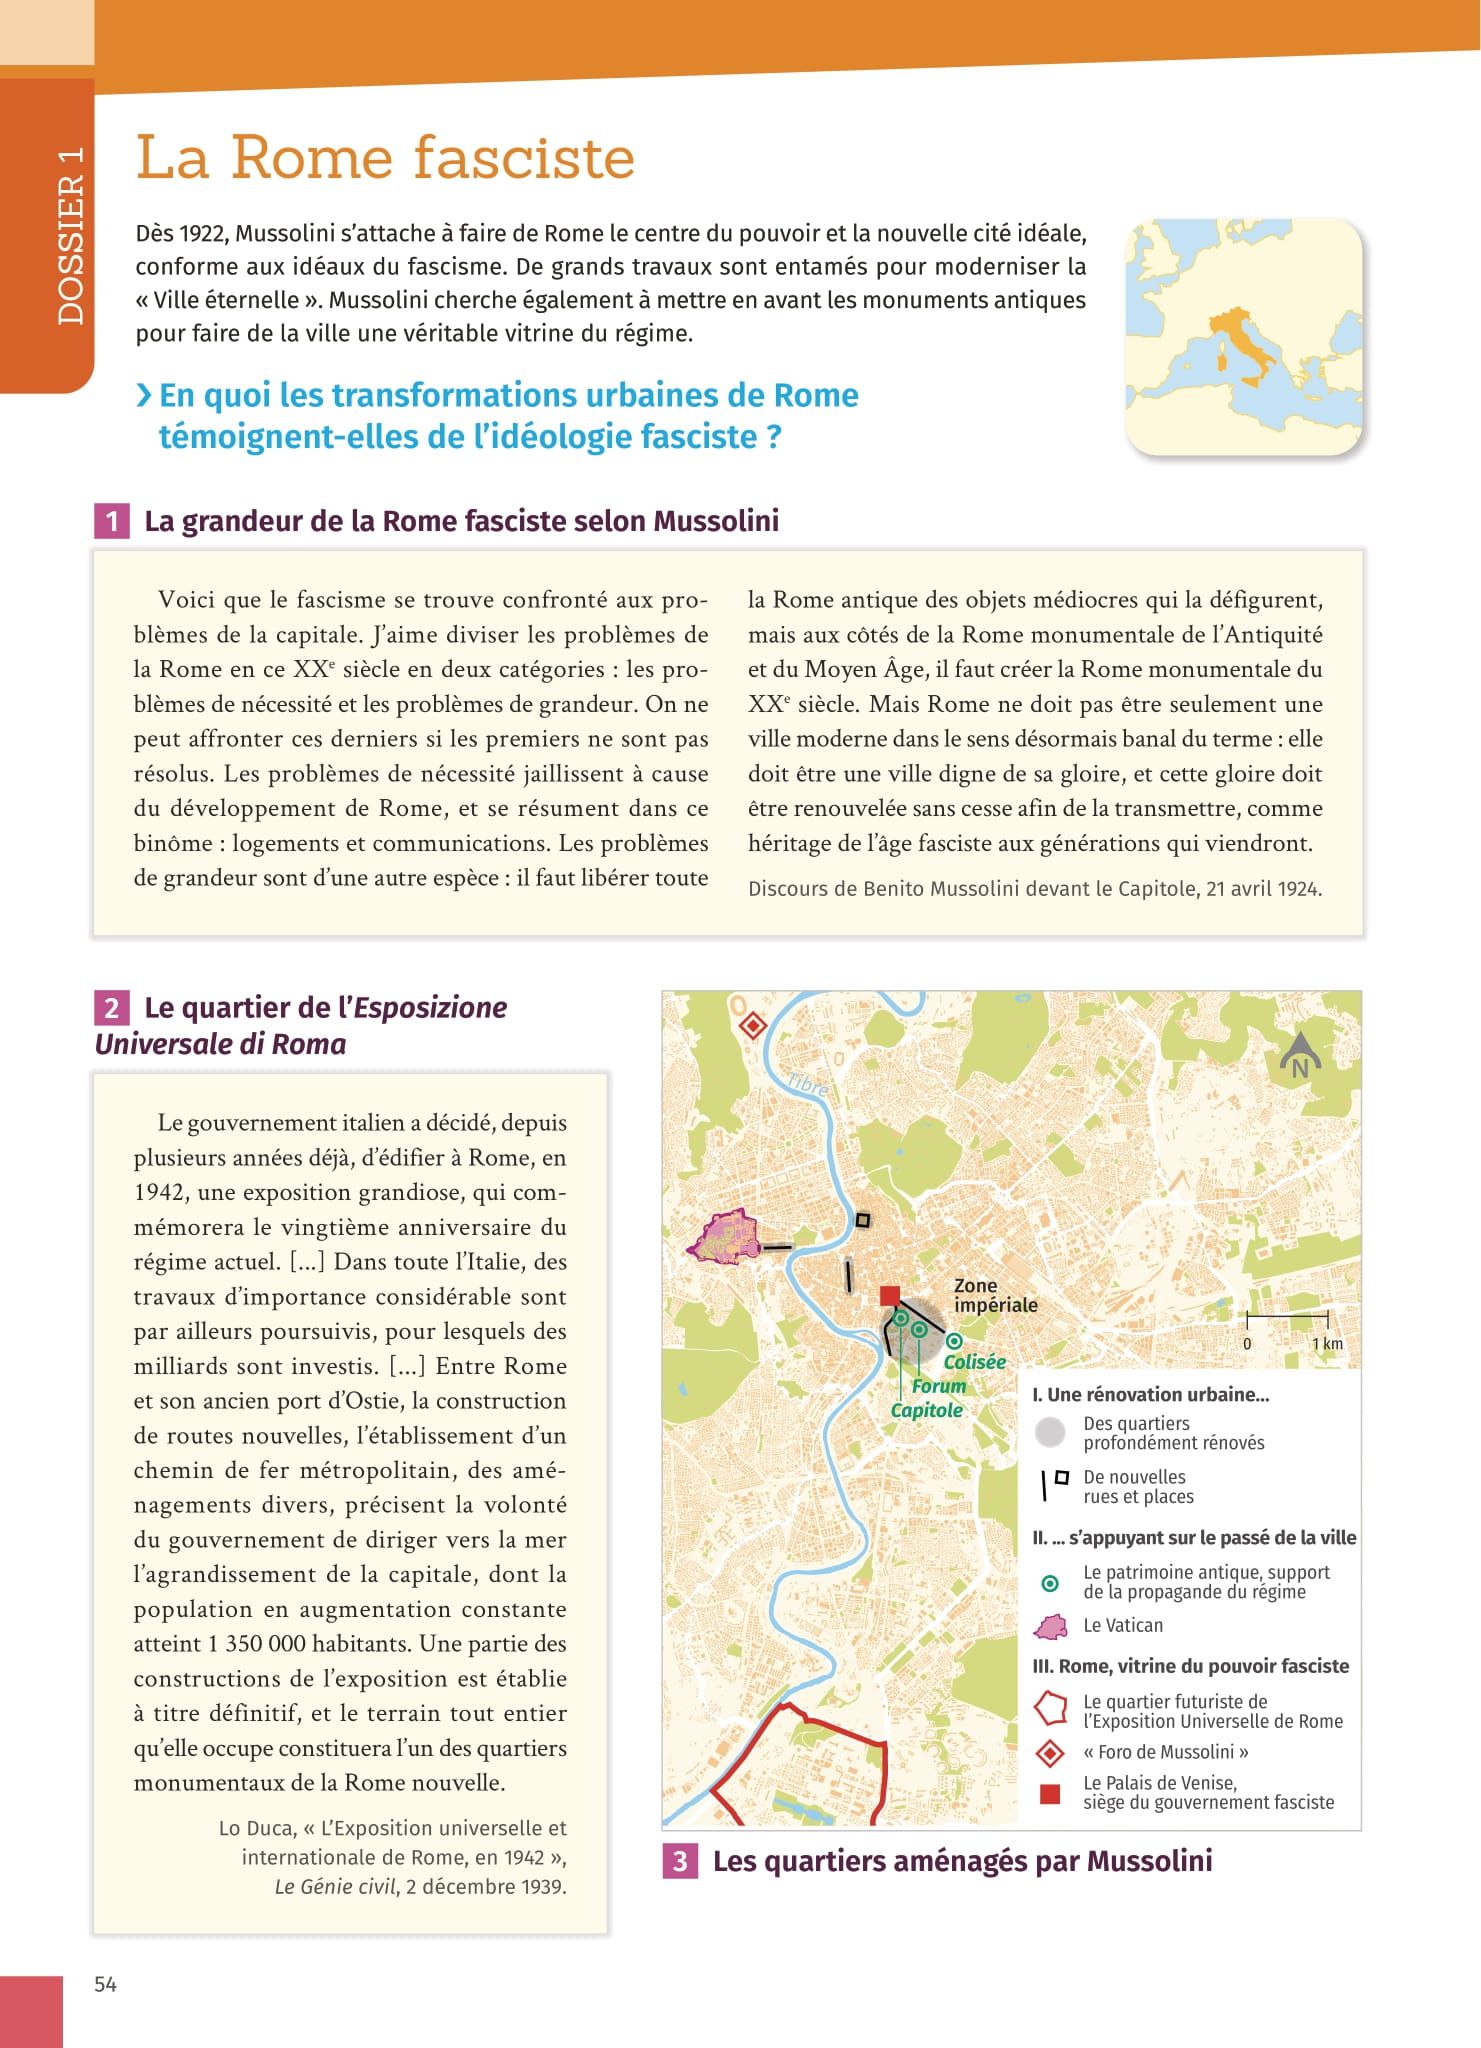 DOSSIER 1
La Rome fasciste
Dès 1922, Mussolini s’attache à faire de Rome le centre du pouvoir et la nouvelle cité idéale,
conforme aux idéaux du fascisme. De grands travaux sont entamés pour moderniser la
« Ville éternelle ». Mussolini cherche également à mettre en avant les monuments antiques
pour faire de la ville une véritable vitrine du régime.
› En quoi les transformations urbaines de Rome
témoignent-elles de l’idéologie fasciste ?
1 La grandeur de la Rome fasciste selon Mussolini
Voici que le fascisme se trouve confronté aux pro-
blèmes de la capitale. J’aime diviser les problèmes de
la Rome en ce XXe siècle en deux catégories : les pro-
blèmes de nécessité et les problèmes de grandeur. On ne
peut affronter ces derniers si les premiers ne sont pas
résolus. Les problèmes de nécessité jaillissent à cause
du développement de Rome, et se résument dans ce
binôme : logements et communications. Les problèmes
de grandeur sont d’une autre espèce : il faut libérer toute
la Rome antique des objets médiocres qui la défigurent,
mais aux côtés de la Rome monumentale de l’Antiquité
et du Moyen Âge, il faut créer la Rome monumentale du
XXe siècle. Mais Rome ne doit pas être seulement une
ville moderne dans le sens désormais banal du terme : elle
doit être une ville digne de sa gloire, et cette gloire doit
être renouvelée sans cesse afin de la transmettre, comme
héritage de l’âge fasciste aux générations qui viendront.
Discours de Benito Mussolini devant le Capitole, 21 avril 1924.
2 Le quartier de l’Esposizione
Universale di Roma
Le gouvernement italien a décidé, depuis
plusieurs années déjà, d’édifier à Rome, en
1942, une exposition grandiose, qui com-
mémorera le vingtième anniversaire du
régime actuel. [...] Dans toute l’Italie, des
travaux d’importance considérable sont
par ailleurs poursuivis, pour lesquels des
milliards sont investis. [...] Entre Rome
et son ancien port d’Ostie, la construction
de routes nouvelles, l’établissement d’un
chemin de fer métropolitain, des amé-
nagements divers, précisent la volonté
du gouvernement de diriger vers la mer
l’agrandissement de la capitale, dont la
population en augmentation constante
atteint 1 350 000 habitants. Une partie des
constructions de l’exposition est établie
à titre définitif, et le terrain tout entier
qu’elle occupe constituera l’un des quartiers
monumentaux de la Rome nouvelle.
Lo Duca, « L’Exposition universelle et
internationale de Rome, en 1942 »,
Le Génie civil, 2 décembre 1939.
Tibre
N
Zone
impériale
Colisée
Forum
Capitole
0 1 km
I. Une rénovation urbaine...
Des quartiers
profondément rénovés
De nouvelles
rues et places
II. ... s’appuyant sur le passé de la ville
Le patrimoine antique, support
de la propagande du régime
Le Vatican
III. Rome, vitrine du pouvoir fasciste
Le quartier futuriste de
l’Exposition Universelle de Rome
« Foro de Mussolini »
Le Palais de Venise,
siège du gouvernement fasciste
3 Les quartiers aménagés par Mussolini
54